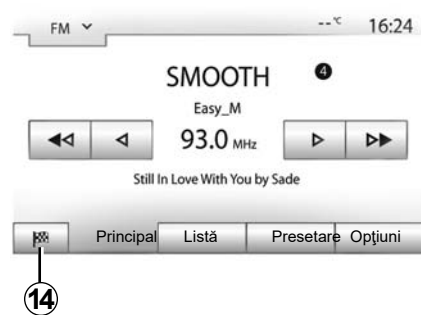 FM --°C 16:24
SMOOTH 4
Easy_M
93.0 MHz
Still In Love With You by Sade
Principal Listă Presetare Opţiuni
14